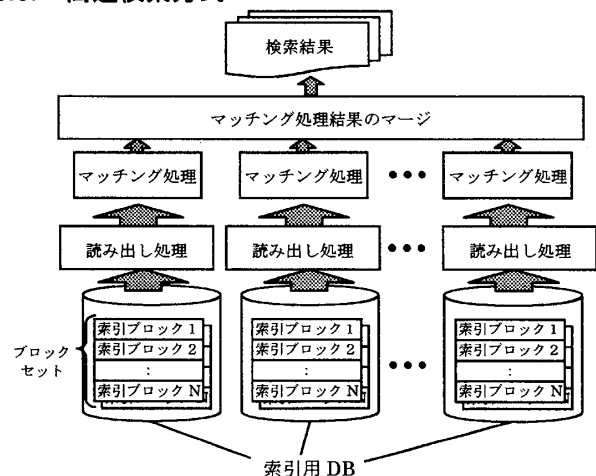 検索結果
マッチング処理結果のマージ
マッチング処理 マッチング処理 ••• マッチング処理
読み出し処理 読み出し処理 ••• 読み出し処理
索引ブロック 1 索引ブロック 1 索引ブロック 1
索引ブロック 2 索引ブロック 2 ••• 索引ブロック 2
: : :
索引ブロック N 索引ブロック N 索引ブロック N
ブロック
セット
索引用 DB